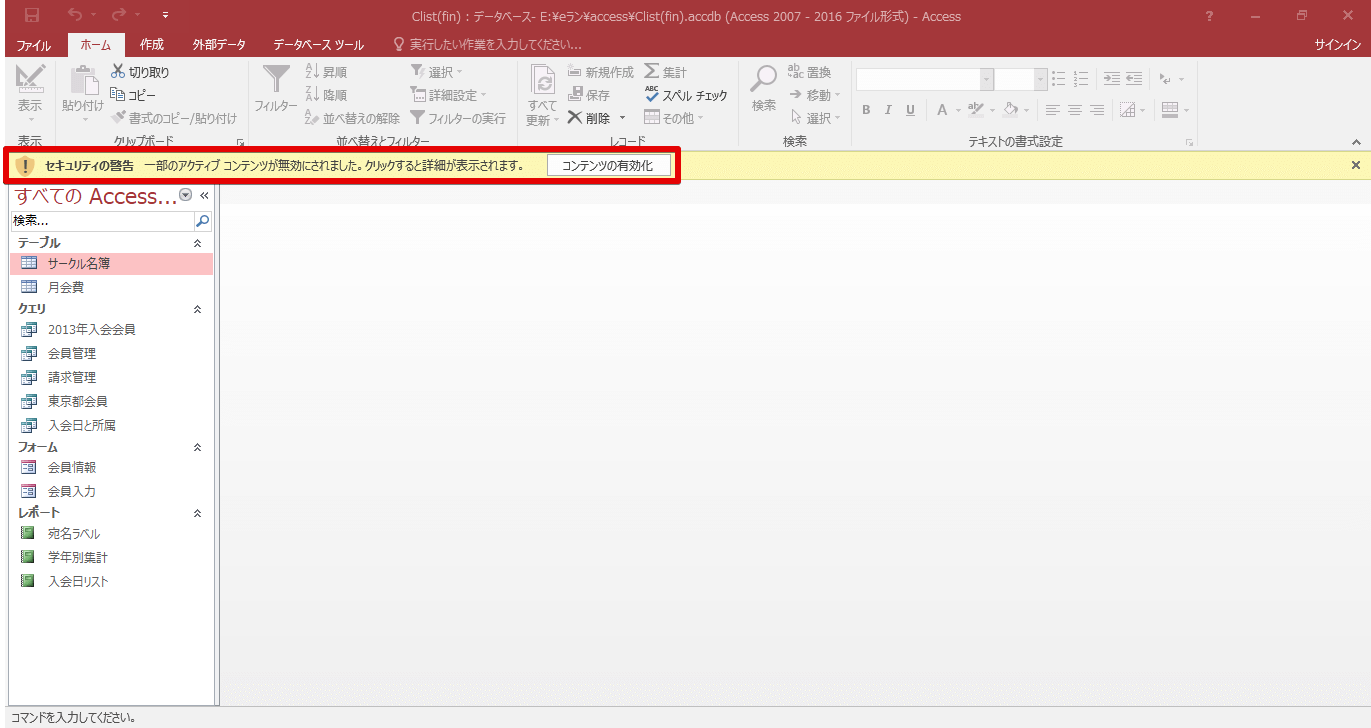 Clist(fin) : データベース- E:¥eラン¥access¥Clist(fin).accdb (Access 2007 - 2016 ファイル形式) - Access
ファイル ホーム 作成 外部データ データベース ツール 実行したい作業を入力してください... サインイン
表示
表示
貼り付け
切り取り
コピー
書式のコピー/貼り付け
クリップボード
フィルター
昇順
降順
並べ替えの解除
選択
詳細設定
フィルターの実行
並べ替えとフィルター
すべて
更新
新規作成
保存
削除
集計
スペル チェック
その他
レコード
検索
置換
移動
選択
検索
B I U A
テキストの書式設定
セキュリティの警告 一部のアクティブ コンテンツが無効にされました。クリックすると詳細が表示されます。 コンテンツの有効化
すべての Access...
検索...
テーブル
サークル名簿
月会費
クエリ
2013年入会会員
会員管理
請求管理
東京都会員
入会日と所属
フォーム
会員情報
会員入力
レポート
宛名ラベル
学年別集計
入会日リスト
コマンドを入力してください。